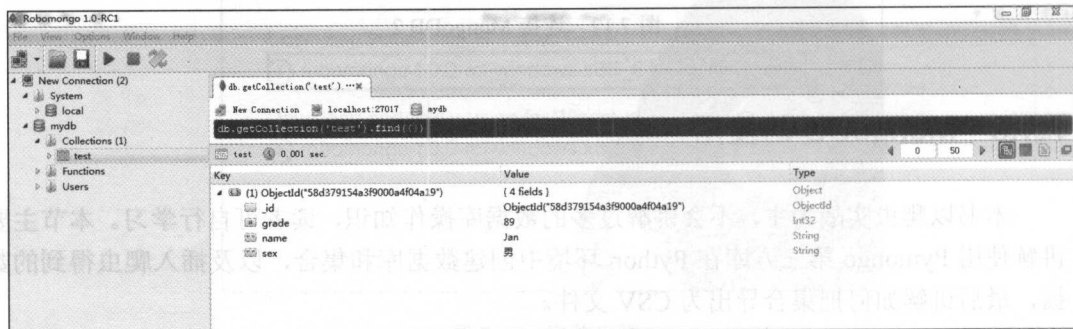 Robomongo 1.0-RC1
File View Options Window Help
New Connection (2)
System
local
mydb
Collections (1)
test
Functions
Users
db.getCollection('test').…
New Connection localhost:27017 mydb
db.getCollection('test').find({})
test 0.001 sec.
0 50
Key Value Type
(1) ObjectId("58d379154a3f9000a4f04a19") { 4 fields } Object
_id ObjectId("58d379154a3f9000a4f04a19") ObjectId
grade 89 Int32
name Jan String
sex 男 String